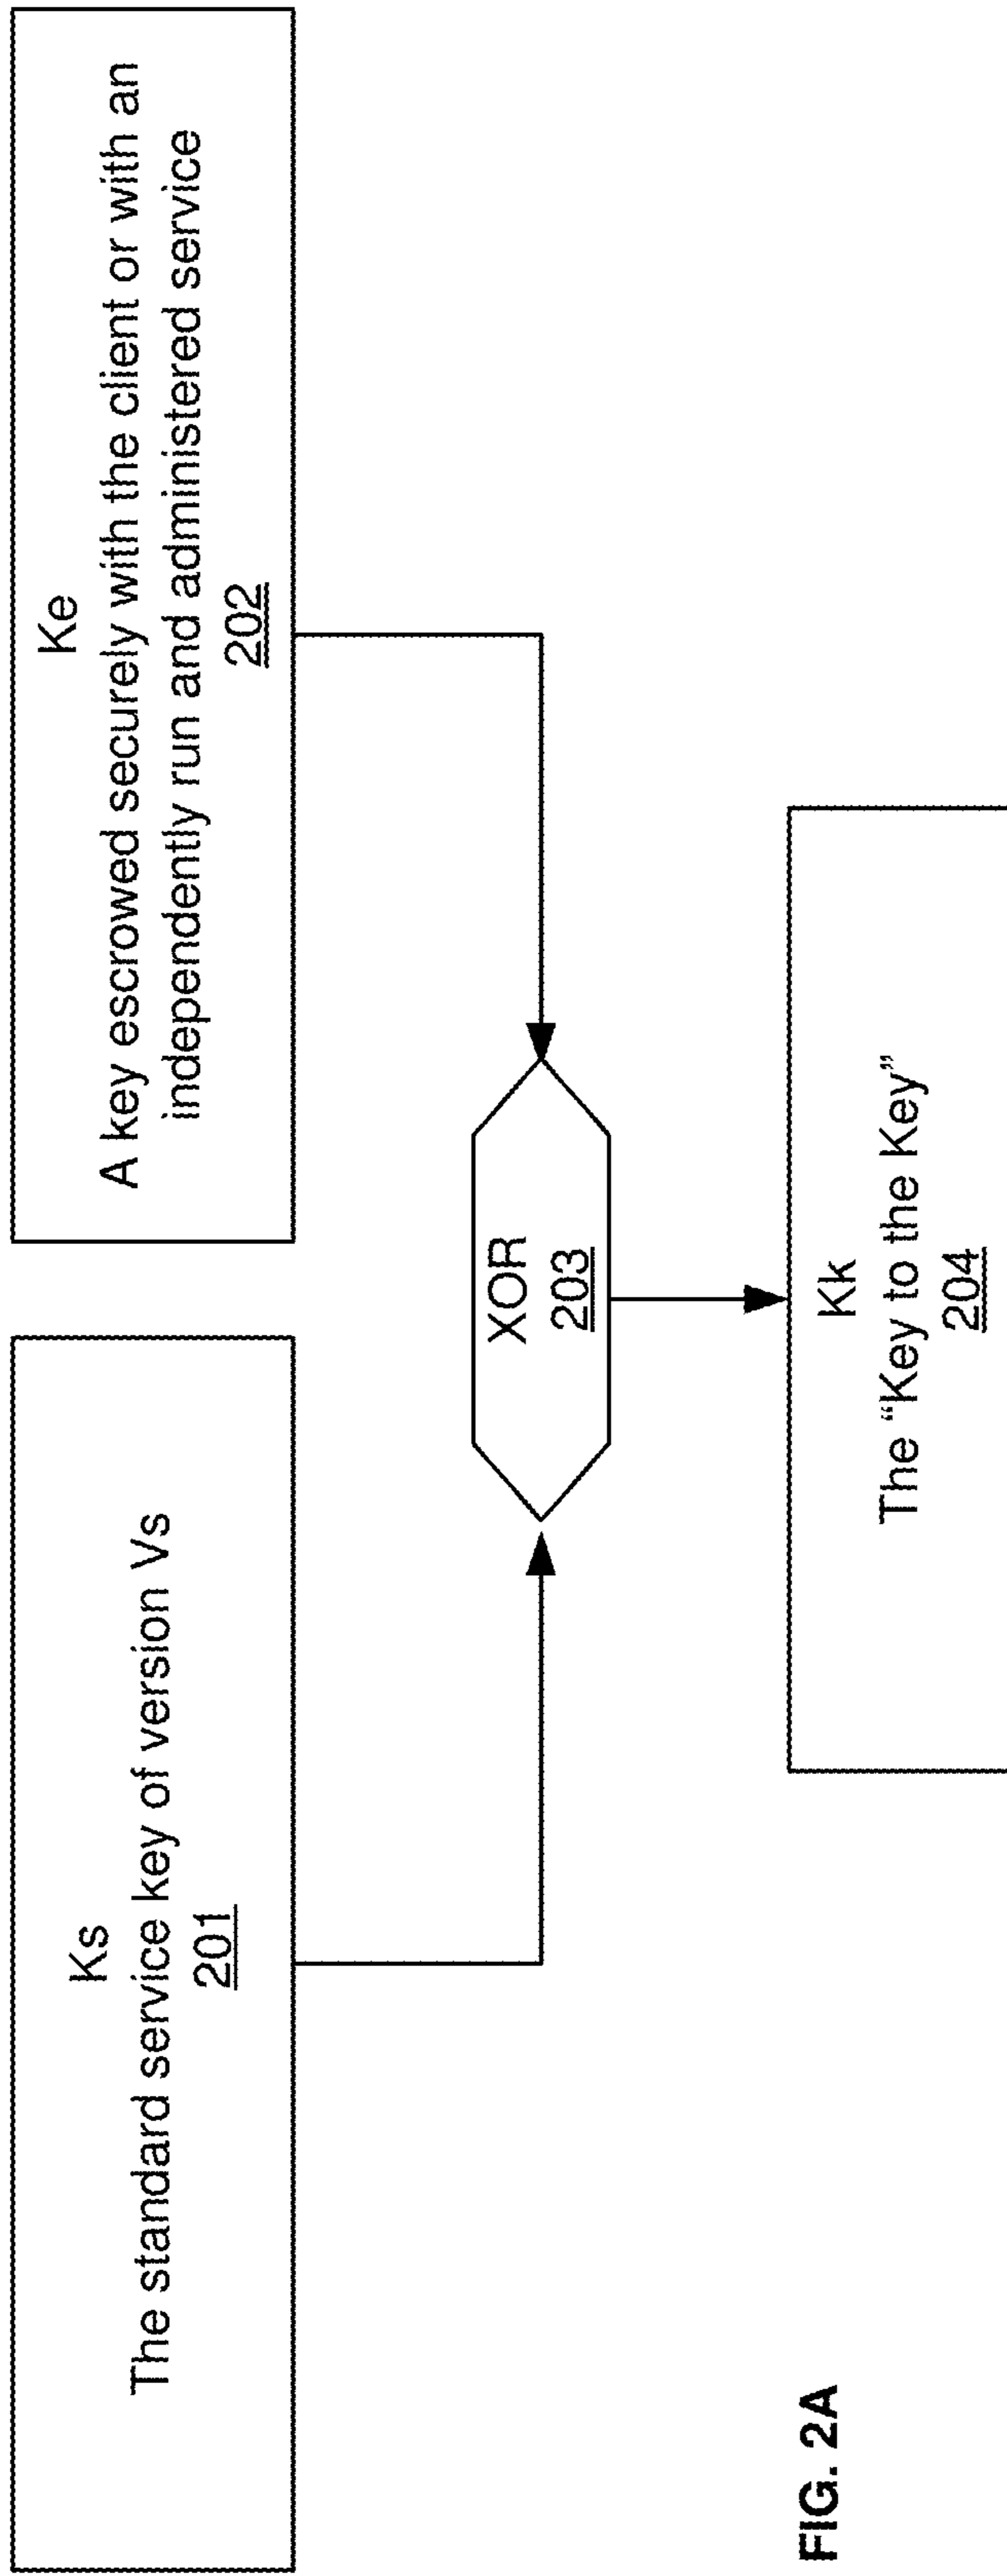 Ks
The standard service key of version Vs
201
Ke
A key escrowed securely with the client or with an
independently run and administered service
202
XOR
203
Kk
The “Key to the Key”
204
FIG. 2A